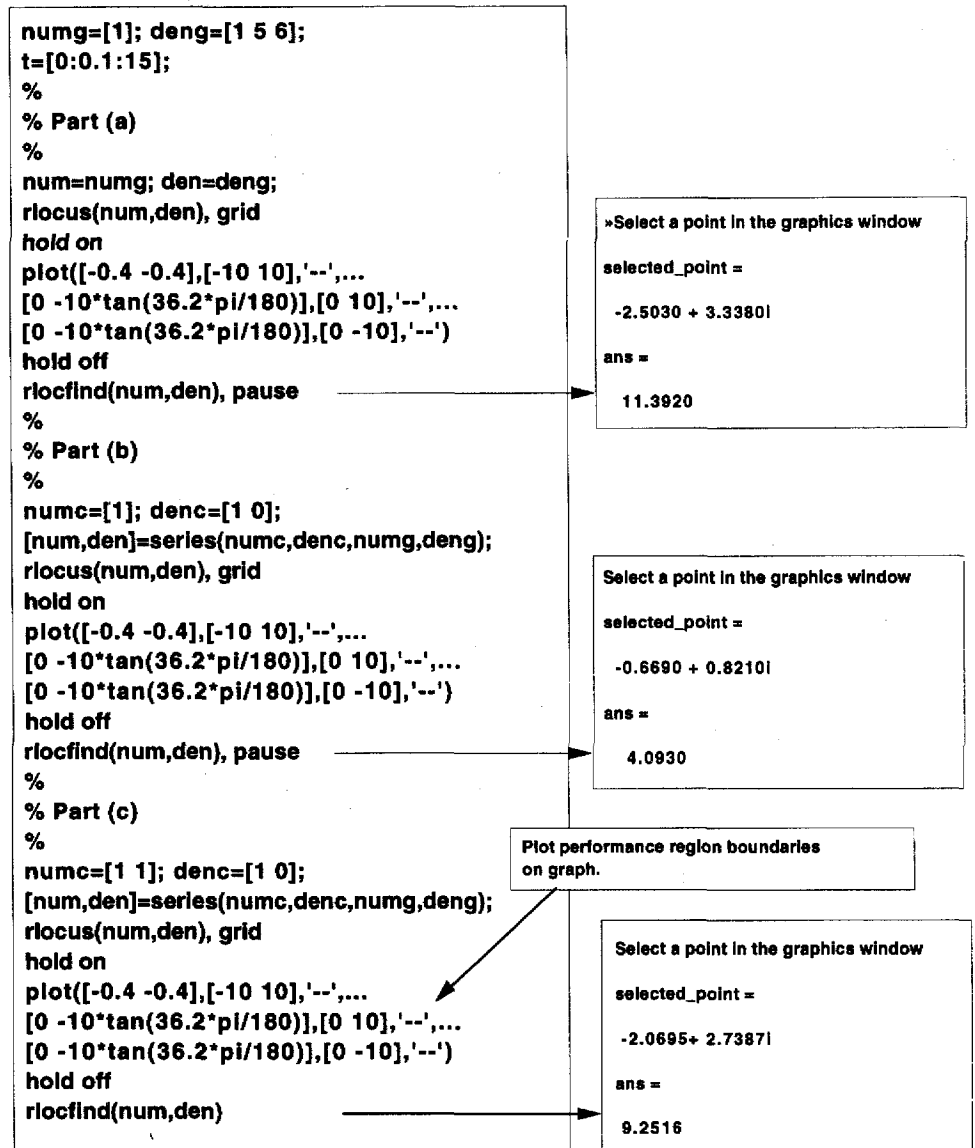 numg=[1]; deng=[1 5 6];
t=[0:0.1:15];
%
% Part (a)
%
num=numg; den=deng;
rlocus(num,den), grid
hold on
plot([-0.4 -0.4],[-10 10],'--',...
[0 -10*tan(36.2*pi/180)],[0 10],'--',...
[0 -10*tan(36.2*pi/180)],[0 -10],'--')
hold off
rlocfind(num,den), pause
%
% Part (b)
%
numc=[1]; denc=[1 0];
[num,den]=series(numc,denc,numg,deng);
rlocus(num,den), grid
hold on
plot([-0.4 -0.4],[-10 10],'--',...
[0 -10*tan(36.2*pi/180)],[0 10],'--',...
[0 -10*tan(36.2*pi/180)],[0 -10],'--')
hold off
rlocfind(num,den), pause
%
% Part (c)
%
numc=[1 1]; denc=[1 0];
[num,den]=series(numc,denc,numg,deng);
rlocus(num,den), grid
hold on
plot([-0.4 -0.4],[-10 10],'--',...
[0 -10*tan(36.2*pi/180)],[0 10],'--',...
[0 -10*tan(36.2*pi/180)],[0 -10],'--')
hold off
rlocfind(num,den)
»Select a point in the graphics window
selected_point =
-2.5030 + 3.3380i
ans =
11.3920
Select a point in the graphics window
selected_point =
-0.6690 + 0.8210i
ans =
4.0930
Plot performance region boundaries
on graph.
Select a point in the graphics window
selected_point =
-2.0695+ 2.7387i
ans =
9.2516